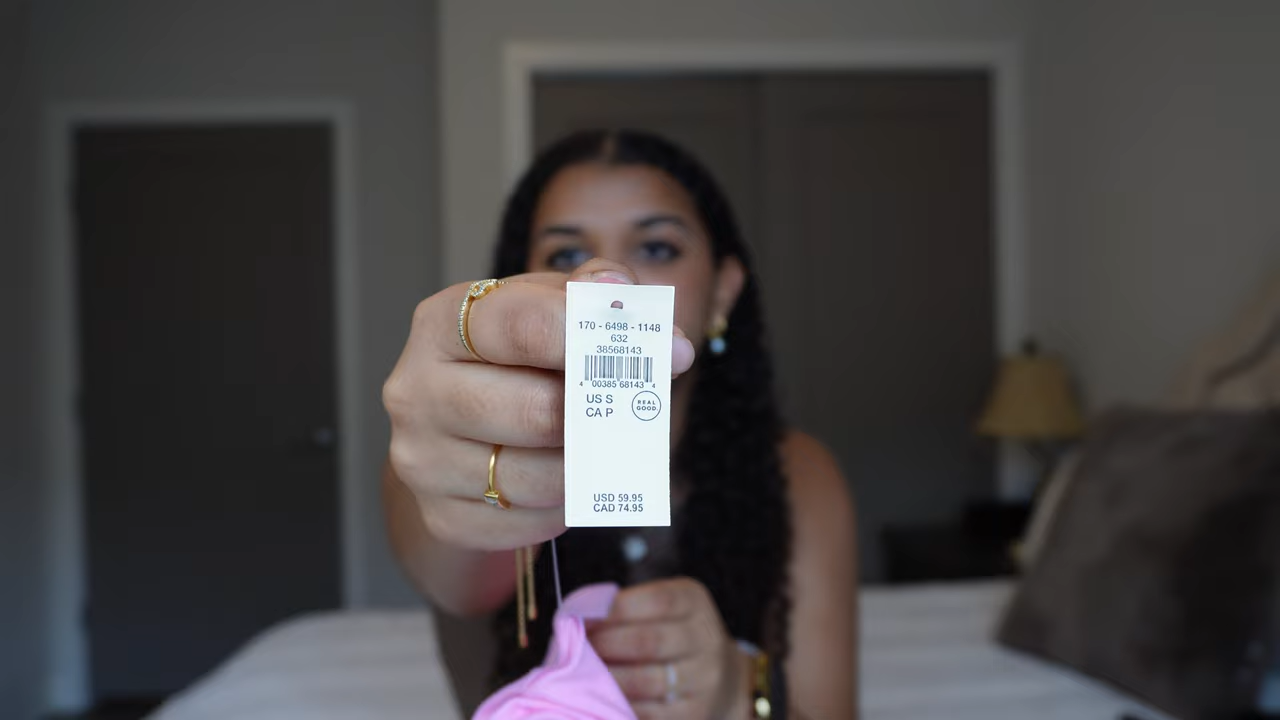 170 - 6498 - 1148
632
38568143
4 00385 68143 4
US S
CA P
REAL
GOOD.
USD 59.95
CAD 74.95